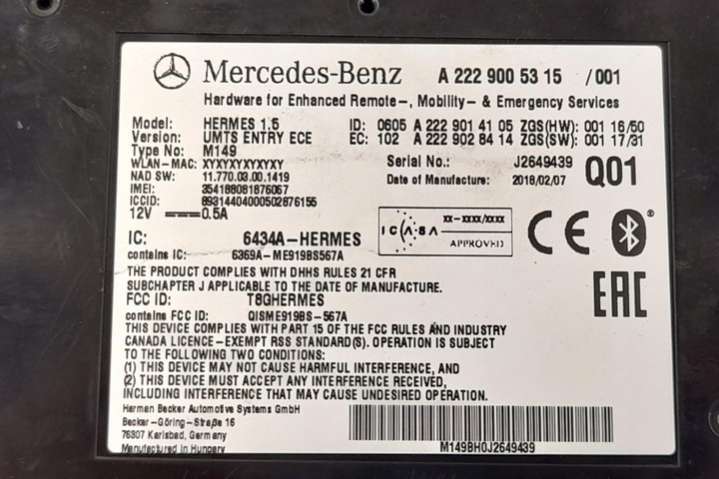 Mercedes-Benz A 222 900 53 15 /001
Hardware for Enhanced Remote-, Mobility- & Emergency Services
Model: HERMES 1.5 ID: 0605 A 222 901 41 05 ZGS(HW): 001 16/50
Version: UMTS ENTRY ECE EC: 102 A 222 902 84 14 ZGS(SW): 001 17/31
Type No: M149
WLAN-MAC: XYXYXYXYXYXY Serial No.: J2649439
NAD SW: 11.770.03.00.1419 Date of Manufacture: 2018/02/07 Q01
IMEI: 354188081876067
ICCID: 89314404000502876155
12V 0.5A
ICASA xx-xxxx/xxxx
APPROVED
CE
IC: 6434A-HERMES
contains IC: 6369A-ME919BS567A
THE PRODUCT COMPLIES WITH DHHS RULES 21 CFR
SUBCHAPTER J APPLICABLE TO THE DATE OF MANUFACTURE.
EAC
FCC ID: T8QHERMES
contains FCC ID: QISME919BS-567A
THIS DEVICE COMPLIES WITH PART 15 OF THE FCC RULES AND INDUSTRY
CANADA LICENCE-EXEMPT RSS STANDARD(S). OPERATION IS SUBJECT
TO THE FOLLOWING TWO CONDITIONS:
(1) THIS DEVICE MAY NOT CAUSE HARMFUL INTERFERENCE, AND
(2) THIS DEVICE MUST ACCEPT ANY INTERFERENCE RECEIVED,
INCLUDING INTERFERENCE THAT MAY CAUSE UNDESIRED OPERATION.
Harman Becker Automotive Systems GmbH
Becker-Göring-Straße 16
76307 Karlsbad, Germany
Manufactured in Hungary
M149BH0J2649439